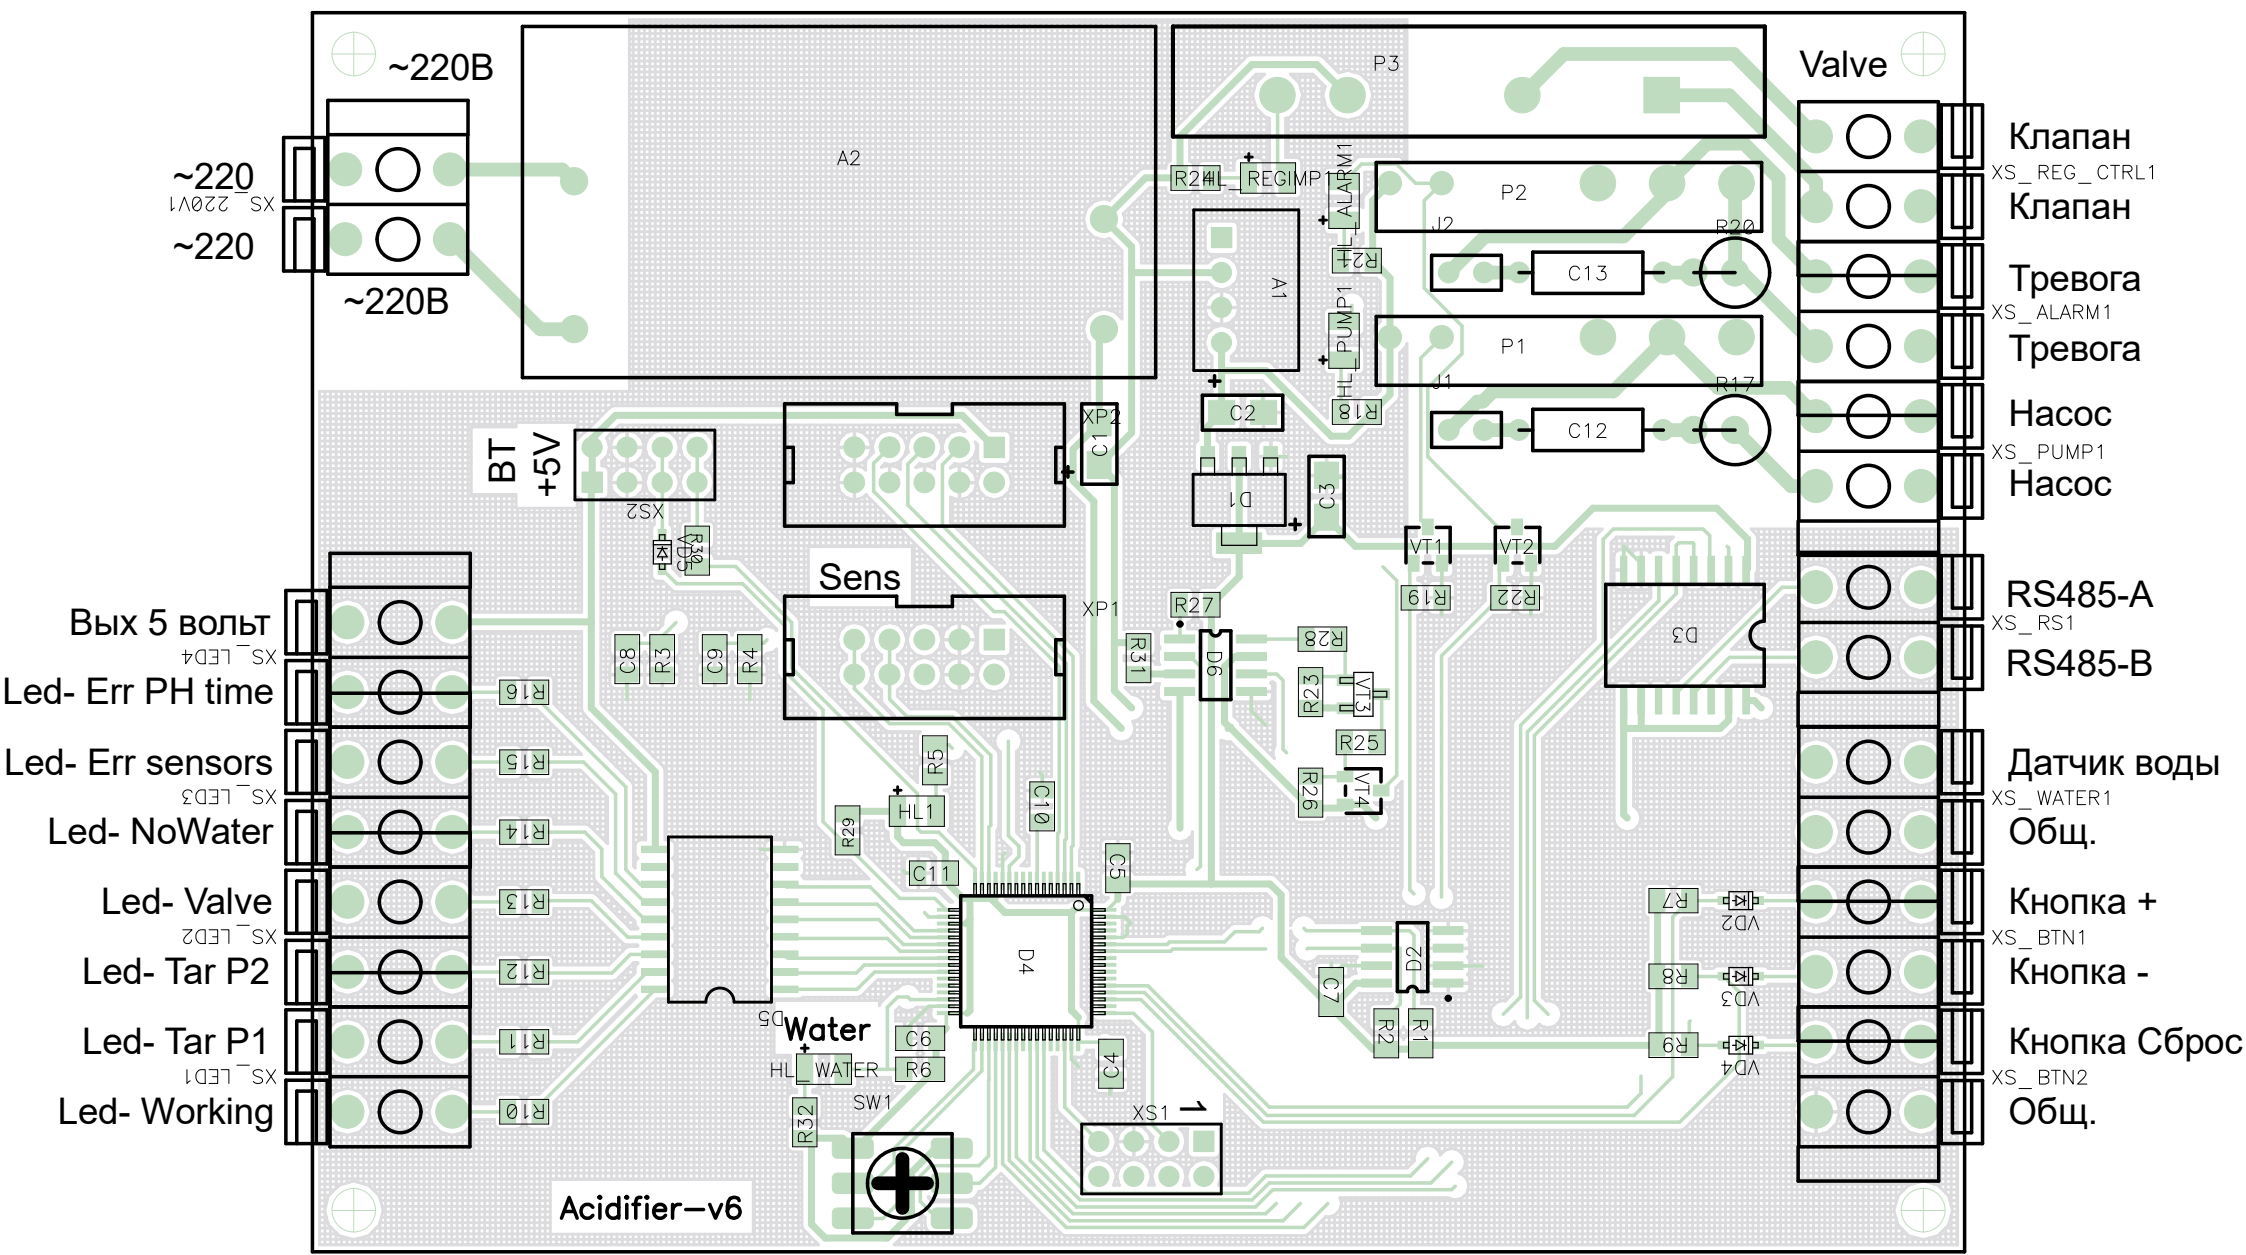 ~220В
P3
Valve
A2
Клапан
XS_REG_CTRL1
~220
XS_220V1
R24
HL_REGIMP1
HL_ALARM1
P2
Клапан
~220
J2
R20
R21
C13
A1
Тревога
XS_ALARM1
~220В
HL_PUMP1
P1
Тревога
J1
R17
R18
C2
XP2
C1
C12
Насос
XS_PUMP1
BT
+5V
Насос
XS2
D1
C3
VD5
R30
VT1
VT2
Sens
R19
R22
RS485-A
XS_RS1
Вых 5 вольт
XS_LED4
XP1
R27
R28
D3
C8
R3
C9
R4
R31
D6
RS485-B
Led- Err PH time
R16
R23
VT3
R25
Led- Err sensors
XS_LED3
R15
R5
R26
VT4
Датчик воды
XS_WATER1
Led- NoWater
R14
R29
HL1
C10
Общ.
C11
C5
Led- Valve
XS_LED2
R13
R7
VD2
Кнопка +
XS_BTN1
D4
D2
Led- Tar P2
R12
C7
R8
VD3
Кнопка -
D5
Water
Led- Tar P1
XS_LED1
R11
C6
R2
R1
R9
VD4
Кнопка Сброс
XS_BTN2
HL_WATER
R6
C4
Led- Working
R10
R32
SW1
XS1
1
Общ.
Acidifier-v6